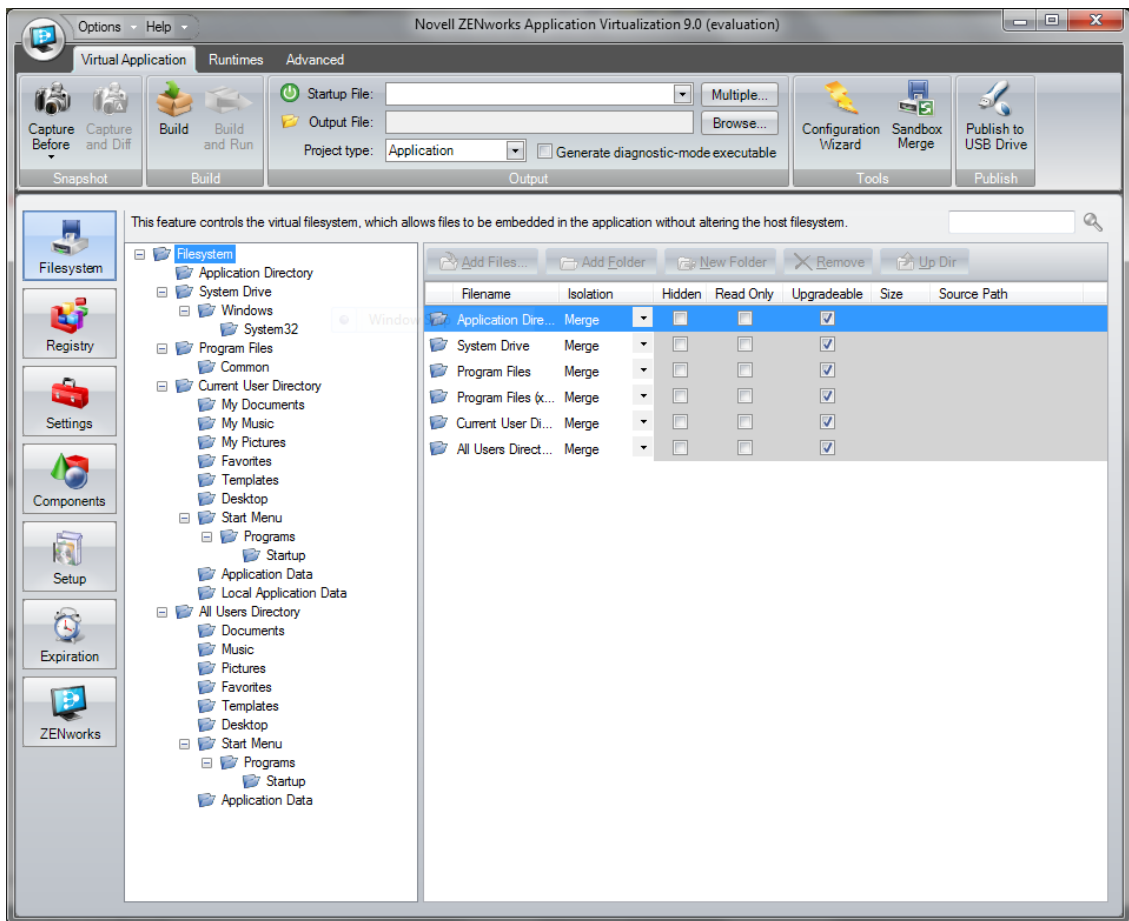 Options Help Novell ZENworks Application Virtualization 9.0 (evaluation)
Virtual Application Runtimes Advanced
Capture Before
Capture and Diff
Snapshot
Build
Build and Run
Build
Startup File: Multiple...
Output File: Browse...
Project type: Application Generate diagnostic-mode executable
Output
Configuration Wizard
Sandbox Merge
Tools
Publish to USB Drive
Publish
Filesystem
Registry
Settings
Components
Setup
Expiration
ZENworks
This feature controls the virtual filesystem, which allows files to be embedded in the application without altering the host filesystem.
Filesystem
Application Directory
System Drive
Windows
System32
Program Files
Common
Current User Directory
My Documents
My Music
My Pictures
Favorites
Templates
Desktop
Start Menu
Programs
Startup
Application Data
Local Application Data
All Users Directory
Documents
Music
Pictures
Favorites
Templates
Desktop
Start Menu
Programs
Startup
Application Data
Add Files... Add Folder New Folder Remove Up Dir
Filename Isolation Hidden Read Only Upgradeable Size Source Path
Application Dire... Merge
System Drive Merge
Program Files Merge
Program Files (x... Merge
Current User Di... Merge
All Users Direct... Merge